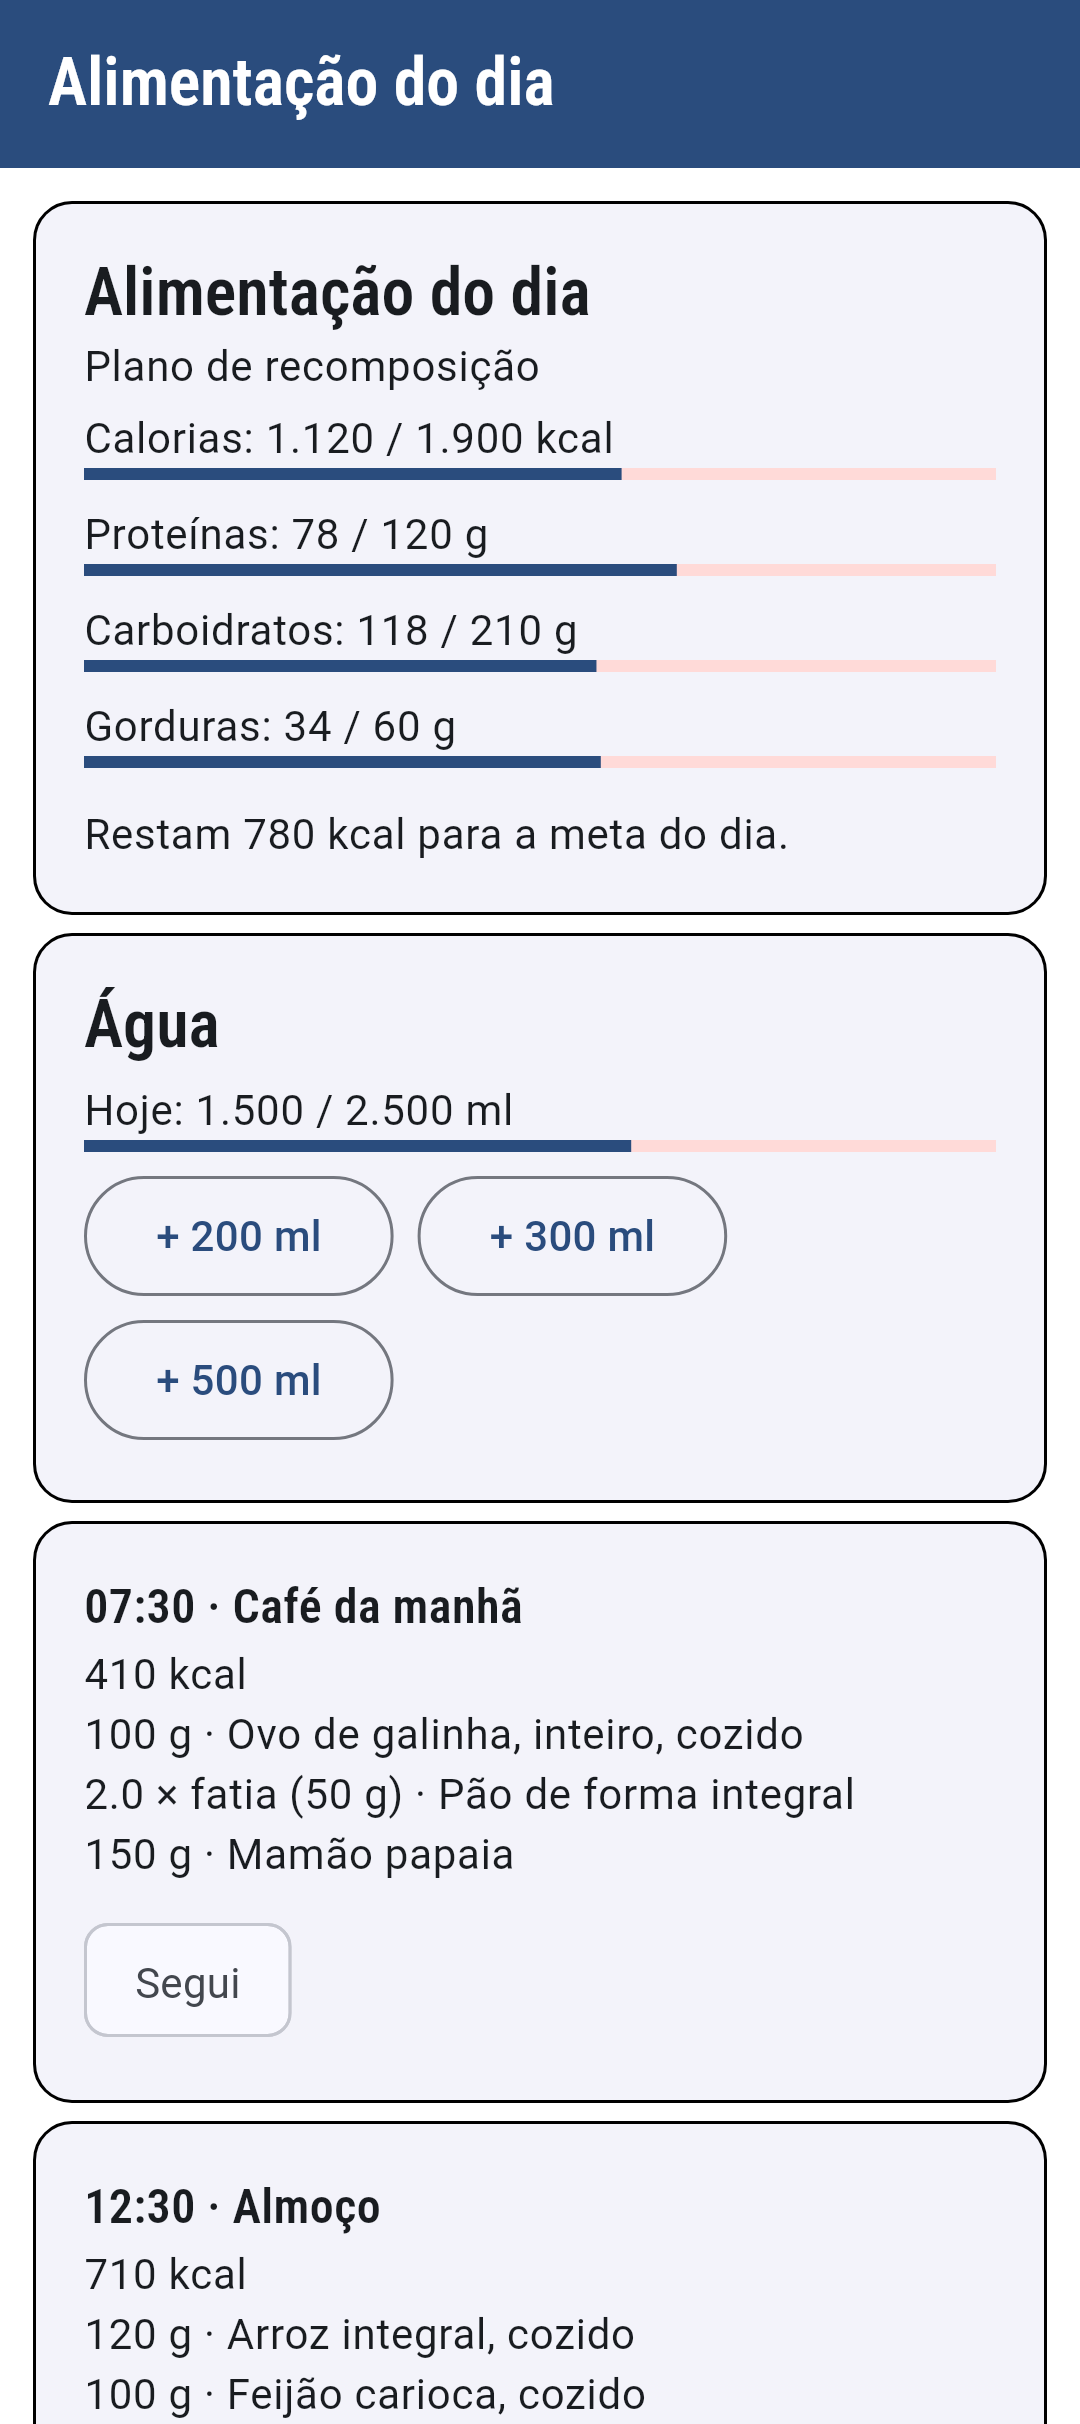 Alimentação do dia
Alimentação do dia
Plano de recomposição
Calorias: 1.120 / 1.900 kcal
Proteínas: 78 / 120 g
Carboidratos: 118 / 210 g
Gorduras: 34 / 60 g
Restam 780 kcal para a meta do dia.
Água
Hoje: 1.500 / 2.500 ml
+ 200 ml
+ 300 ml
+ 500 ml
07:30 · Café da manhã
410 kcal
100 g · Ovo de galinha, inteiro, cozido
2.0 × fatia (50 g) · Pão de forma integral
150 g · Mamão papaia
Segui
12:30 · Almoço
710 kcal
120 g · Arroz integral, cozido
100 g · Feijão carioca, cozido